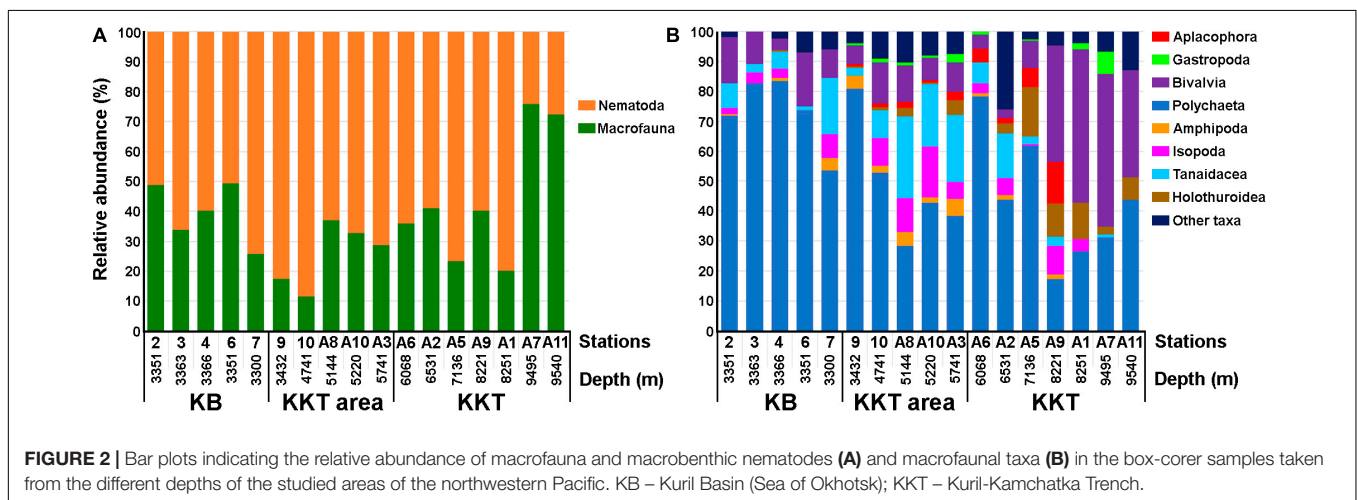 A
Relative abundance (%)
100
90
80
70
60
50
40
30
20
10
0
Nematoda
Macrofauna
2 3 4 6 7 9 10 A8 A10 A3 A6 A2 A5 A9 A1 A7 A11 Stations
3351 3363 3366 3351 3300 3432 4741 5144 5220 5741 6068 6531 7136 8221 8251 9495 9540 Depth (m)
KB KKT area KKT
B
100
90
80
70
60
50
40
30
20
10
0
Aplacophora
Gastropoda
Bivalvia
Polychaeta
Amphipoda
Isopoda
Tanaidacea
Holothuroidea
Other taxa
2 3 4 6 7 9 10 A8 A10 A3 A6 A2 A5 A9 A1 A7 A11 Stations
3351 3363 3366 3351 3300 3432 4741 5144 5220 5741 6068 6531 7136 8221 8251 9495 9540 Depth (m)
KB KKT area KKT
FIGURE 2 | Bar plots indicating the relative abundance of macrofauna and macrobenthic nematodes (A) and macrofaunal taxa (B) in the box-corer samples taken
from the different depths of the studied areas of the northwestern Pacific. KB – Kuril Basin (Sea of Okhotsk); KKT – Kuril-Kamchatka Trench.